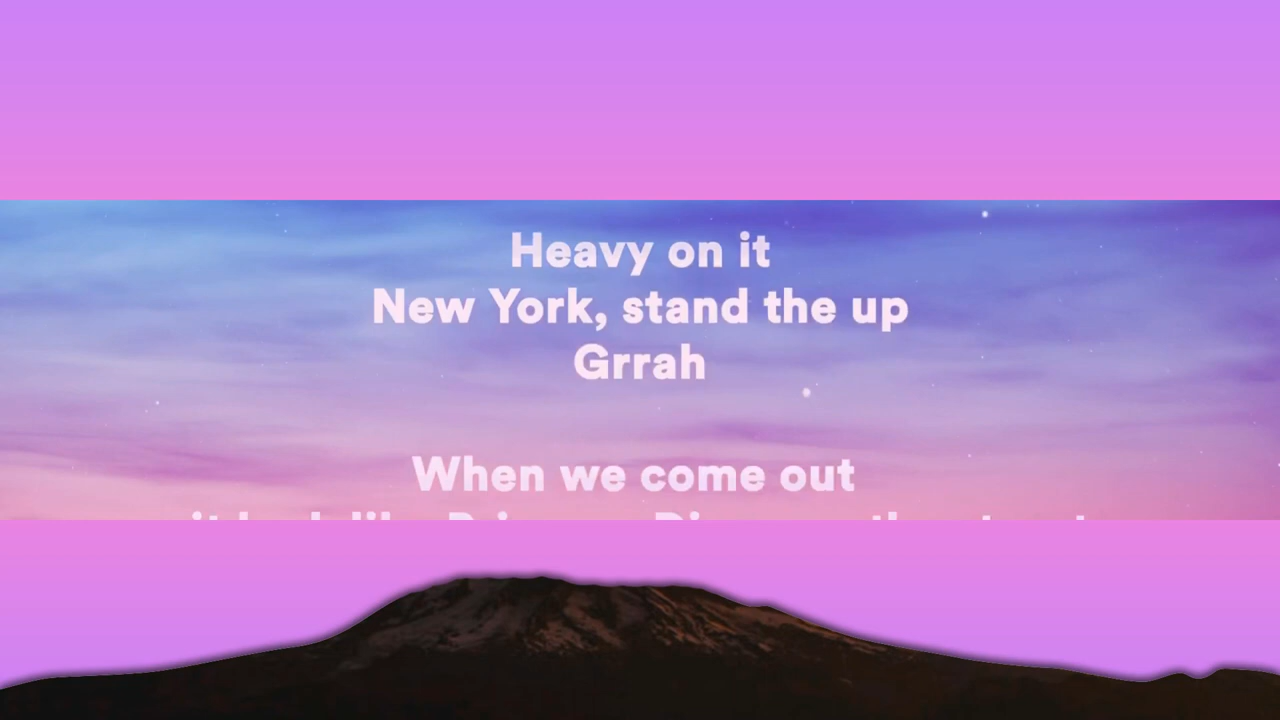 Heavy on it
New York, stand the up
Grrah
When we come out